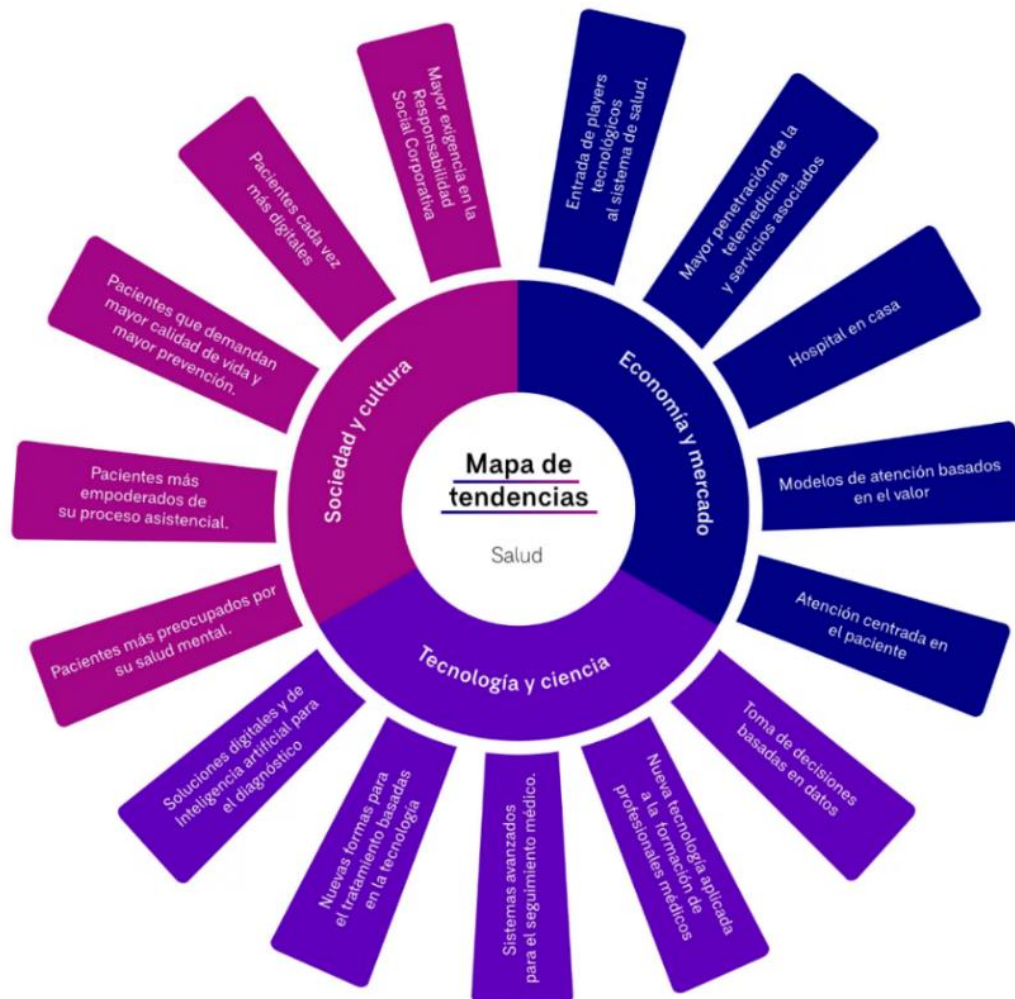 Mapa de
tendencias
Salud
Economía y mercado
Entrada de players
tecnológicos
al sistema de salud.
Mayor penetración de la
telemedicina
y servicios asociados
Hospital en casa
Modelos de atención basados
en el valor
Atención centrada en
el paciente
Tecnología y ciencia
Toma de decisiones
basadas en datos
Nueva tecnología aplicada
a la formación de
profesionales médicos
Sistemas avanzados
para el seguimiento médico.
Nuevas formas para
el tratamiento basadas
en la tecnología
Soluciones digitales y de
Inteligencia artificial para
el diagnóstico
Sociedad y cultura
Pacientes más preocupados por
su salud mental.
Pacientes más
empoderados de
su proceso asistencial.
Pacientes que demandan
mayor calidad de vida y
mayor prevención.
Pacientes cada vez
más digitales
Mayor exigencia en la
Responsabilidad
Social Corporativa